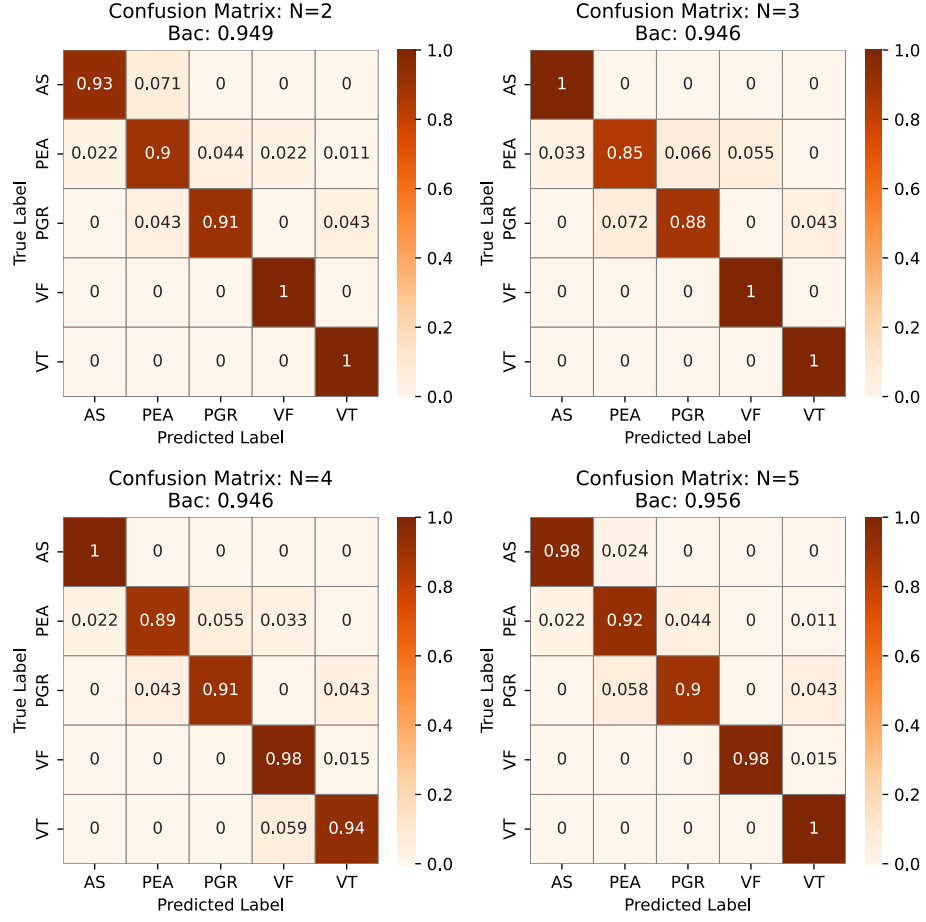 Confusion Matrix: N=2
Bac: 0.949
True Label
AS 0.93 0.071 0 0 0
PEA 0.022 0.9 0.044 0.022 0.011
PGR 0 0.043 0.91 0 0.043
VF 0 0 0 1 0
VT 0 0 0 0 1
AS PEA PGR VF VT
Predicted Label
1.0
0.8
0.6
0.4
0.2
0.0
Confusion Matrix: N=3
Bac: 0.946
True Label
AS 1 0 0 0 0
PEA 0.033 0.85 0.066 0.055 0
PGR 0 0.072 0.88 0 0.043
VF 0 0 0 1 0
VT 0 0 0 0 1
AS PEA PGR VF VT
Predicted Label
1.0
0.8
0.6
0.4
0.2
0.0
Confusion Matrix: N=4
Bac: 0.946
True Label
AS 1 0 0 0 0
PEA 0.022 0.89 0.055 0.033 0
PGR 0 0.043 0.91 0 0.043
VF 0 0 0 0.98 0.015
VT 0 0 0 0.059 0.94
AS PEA PGR VF VT
Predicted Label
1.0
0.8
0.6
0.4
0.2
0.0
Confusion Matrix: N=5
Bac: 0.956
True Label
AS 0.98 0.024 0 0 0
PEA 0.022 0.92 0.044 0 0.011
PGR 0 0.058 0.9 0 0.043
VF 0 0 0 0.98 0.015
VT 0 0 0 0 1
AS PEA PGR VF VT
Predicted Label
1.0
0.8
0.6
0.4
0.2
0.0